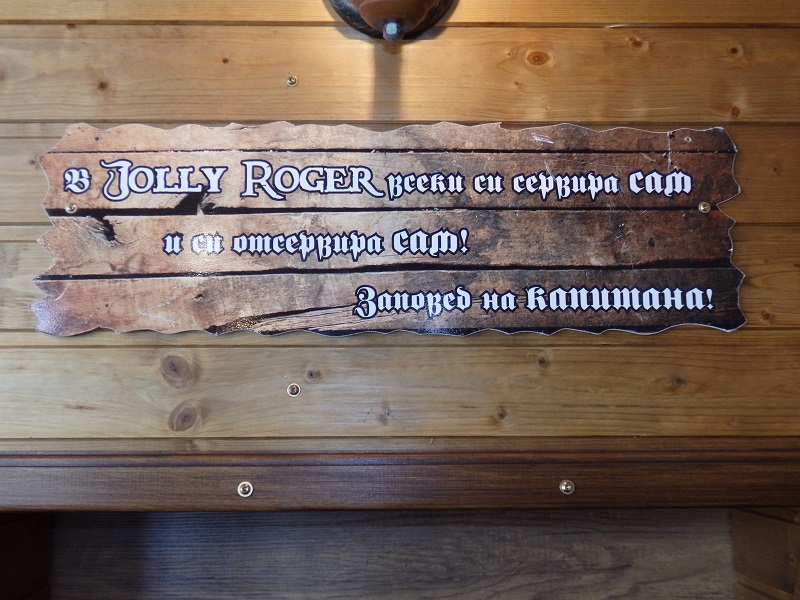 В JOLLY ROGER всеки си сервира САМ
и си отсервира САМ!
Заповед на КАПИТАНА!